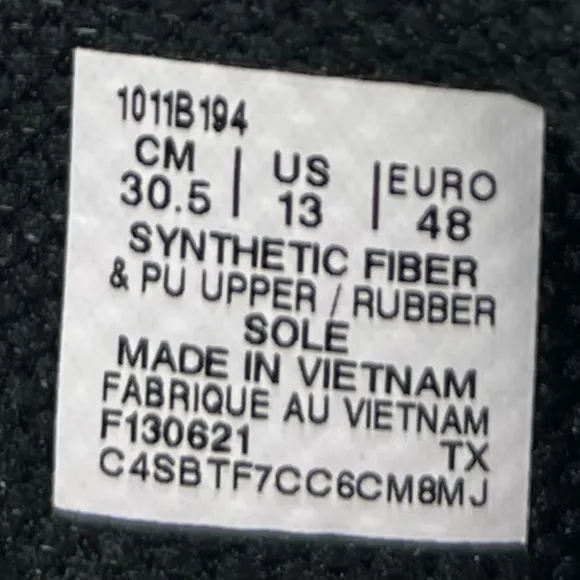 1011B194
CM | US | EURO
30.5 | 13 | 48
SYNTHETIC FIBER
& PU UPPER / RUBBER
SOLE
MADE IN VIETNAM
FABRIQUE AU VIETNAM
F130621 TX
C4SBTF7CC6CM8MJ